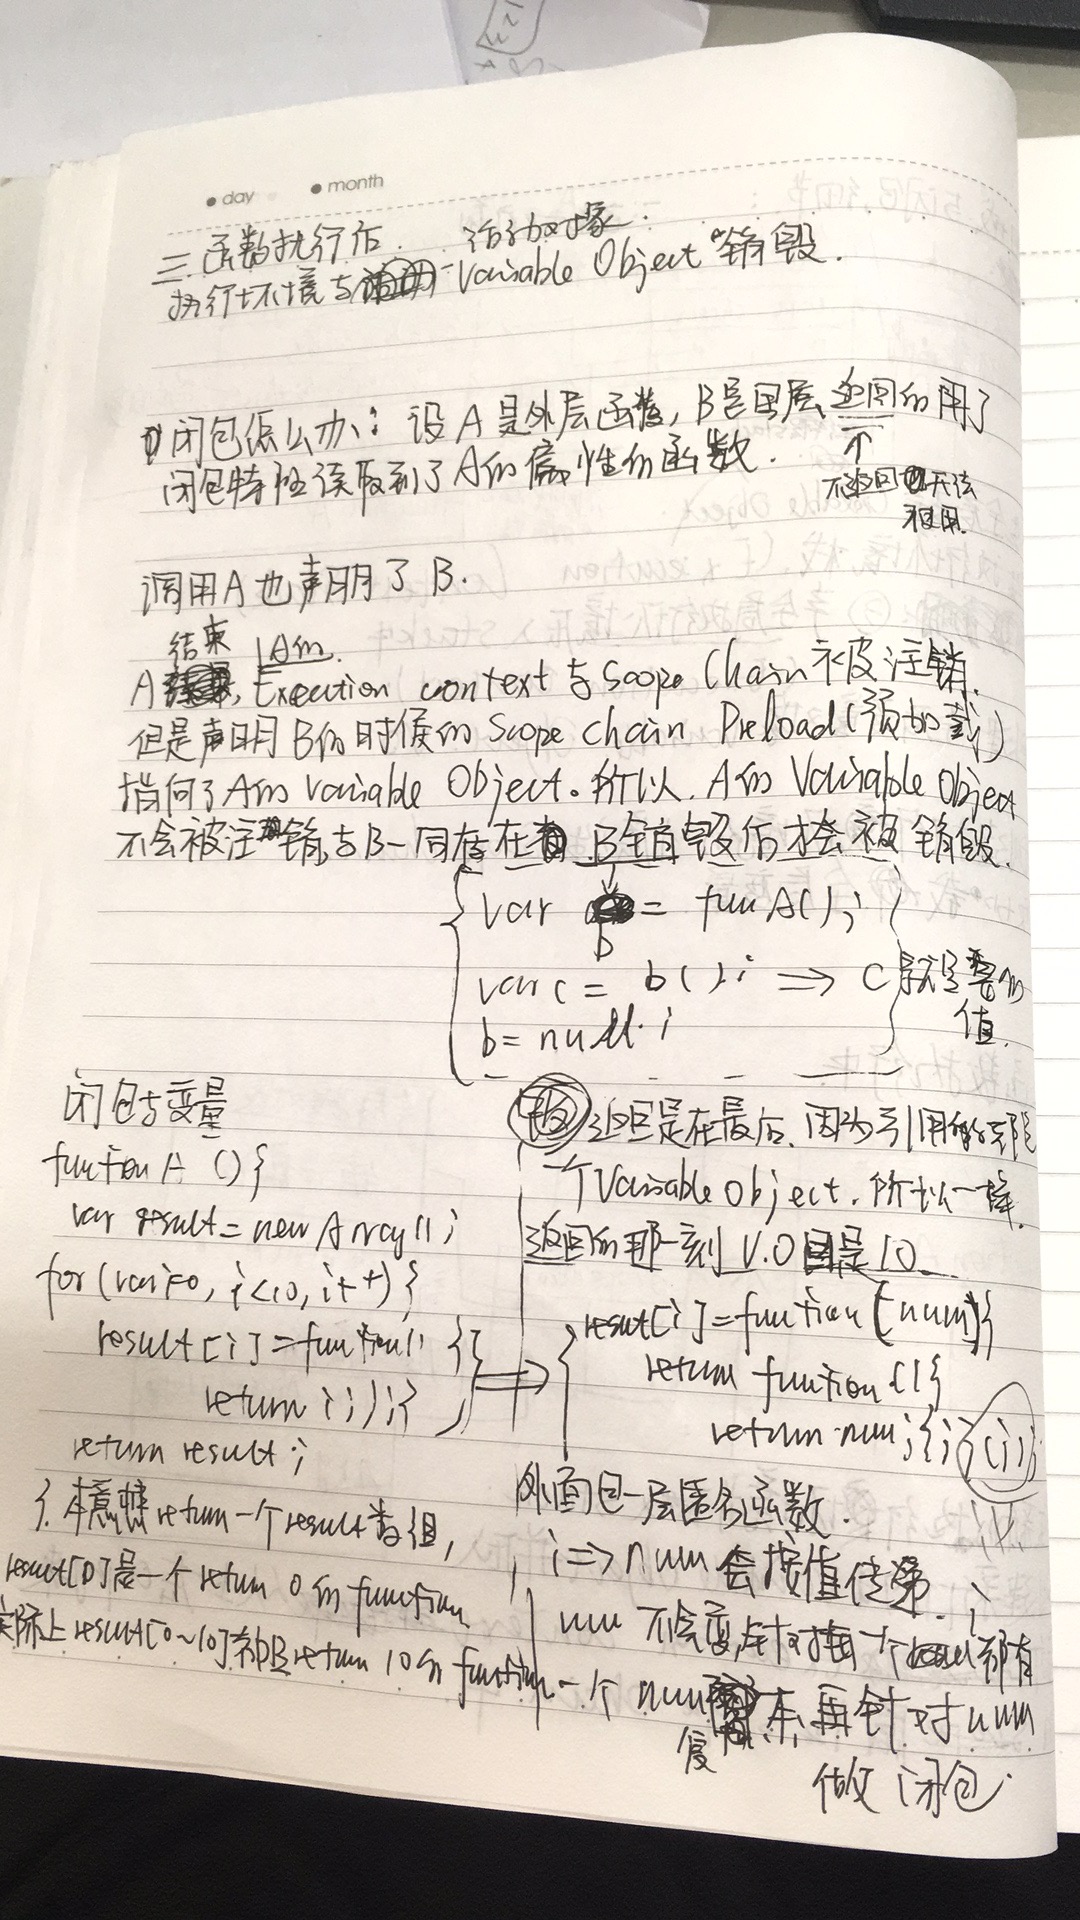 day month
三. 函数执行后. 活动对象.
执行环境与 Variable Object 销毁.
闭包怎么办: 设A是外层函数, B是里层 返回的 用了
闭包特性读取到了A的属性的函数.
↑
不返回 无法
使用.
调用A也声明了B.
结束 A的
A , Execution context 与 Scope Chain 被注销.
但是声明B的时候的 Scope chain Preload(预加载)
指向了A的 Variable Object。所以, A的 Variable Object
不会被注销,与B一同存在 B销毁后才会被销毁.
var = funA();
b
var c = b(); ⇒ C 就是要的
值.
b = null;
闭包与变量
function A () {
var result = new Array();
for (var i=0, i<10, i++) {
result[i] = function() {
return i;};}
return result;
}. 本意想 return 一个 result 数组,
result[0]是一个 return 0 的 function
实际上 result[0~10]都是 return 10 的 function
返回是在最后, 因为引用的都是
一个 Variable Object, 所以一样.
返回的那一刻 V.O 是 10
⇒ result[i] = function (num){
return function () {
return num;};}(i);
外面包一层匿名函数.
i ⇒ num 会按值传递.
num 不会变, 针对每一个 i 都有
一个 num 副本, 再针对 num
做闭包.